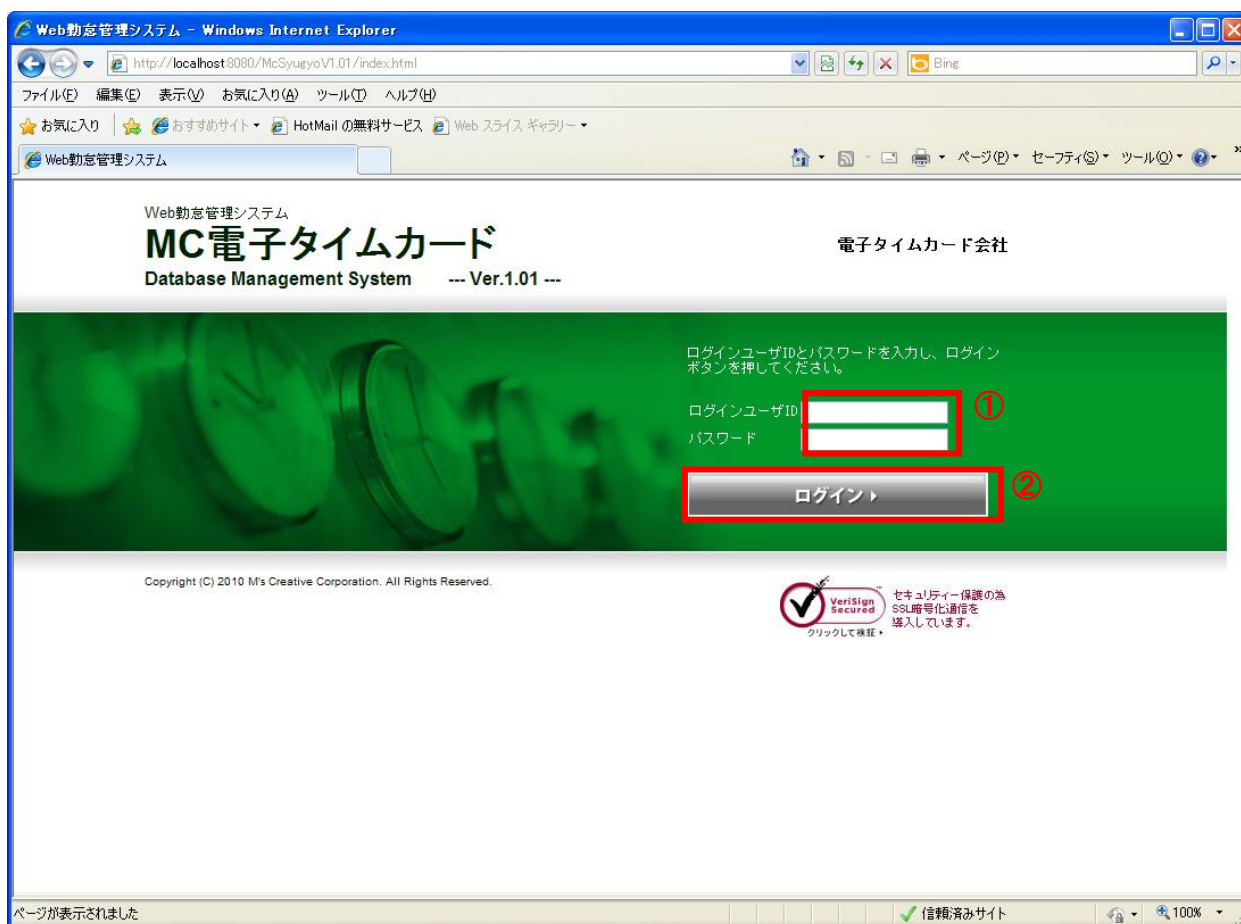 Web勤怠管理システム - Windows Internet Explorer
http://localhost:8080/McSyugyoV1.01/index.html
Bing
ファイル(F) 編集(E) 表示(V) お気に入り(A) ツール(T) ヘルプ(H)
お気に入り おすすめサイト HotMail の無料サービス Web スライス ギャラリー
Web勤怠管理システム
ページ(P) セーフティ(S) ツール(O)
Web勤怠管理システム
MC電子タイムカード
電子タイムカード会社
Database Management System --- Ver.1.01 ---
ログインユーザIDとパスワードを入力し、ログイン
ボタンを押してください。
ログインユーザID ①
パスワード
ログイン ②
Copyright (C) 2010 M's Creative Corporation. All Rights Reserved.
VeriSign
Secured
クリックして検証
セキュリティー保護の為
SSL暗号化通信を
導入しています。
ページが表示されました
信頼済みサイト
100%